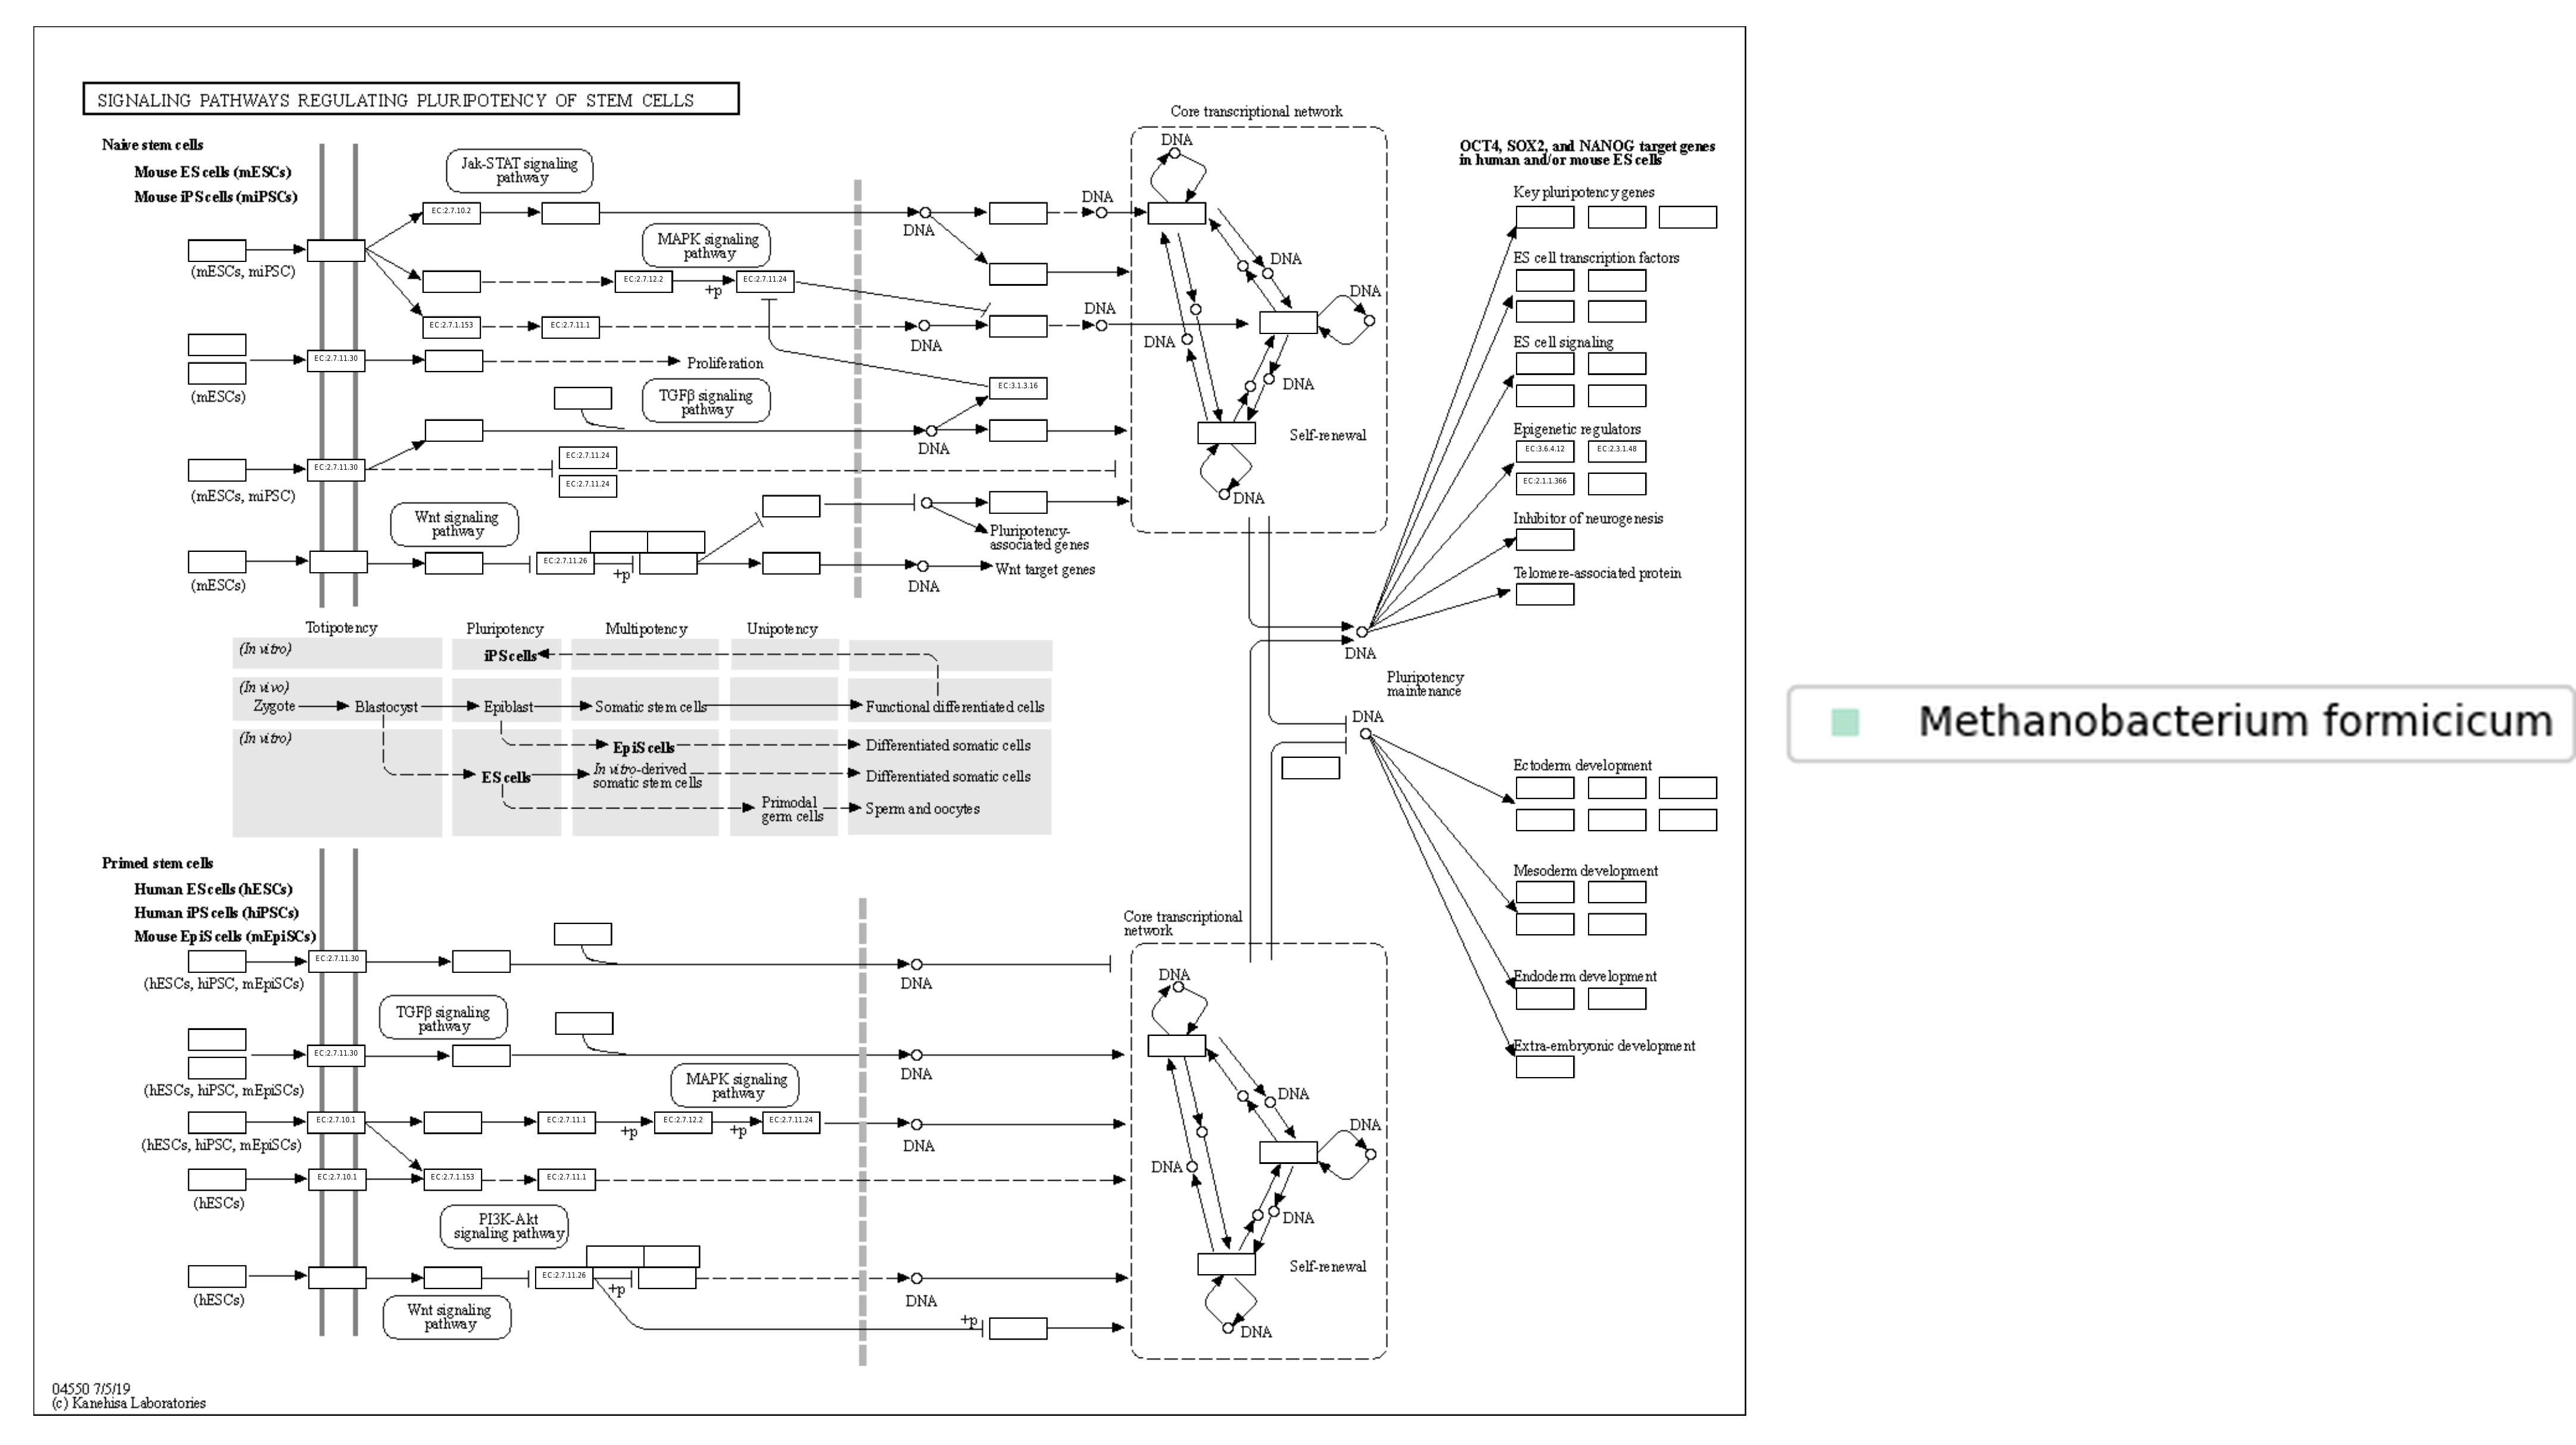 SIGNALING PATHWAYS REGULATING PLURIPOTENCY OF STEM CELLS
Naive stem cells
Mouse ES cells (mESCs)
Mouse iPS cells (miPSCs)
Jak-STAT signaling
pathway
EC:2.7.10.2
DNA
DNA
(mESCs, miPSC)
MAPK signaling
pathway
EC:2.7.12.2
+p
EC:2.7.11.24
EC:2.7.1.153
EC:2.7.11.1
DNA
DNA
EC:2.7.11.30
Proliferation
(mESCs)
TGFβ signaling
pathway
EC:3.1.3.16
DNA
EC:2.7.11.30
EC:2.7.11.24
EC:2.7.11.24
(mESCs, miPSC)
Wnt signaling
pathway
Pluripotency-
associated genes
EC:2.7.11.26
+p
Wnt target genes
DNA
(mESCs)
Core transcriptional network
DNA
DNA
DNA
DNA
DNA
Self-renewal
DNA
OCT4, SOX2, and NANOG target genes
in human and/or mouse ES cells
Key pluripotency genes
ES cell transcription factors
ES cell signaling
Epigenetic regulators
EC:3.6.4.12
EC:2.3.1.48
EC:2.1.1.366
Inhibitor of neurogenesis
Telomere-associated protein
DNA
Pluripotency
maintenance
DNA
Ectoderm development
Mesoderm development
Endoderm development
Extra-embryonic development
Totipotency
Pluripotency
Multipotency
Unipotency
(In vitro)
iPS cells
(In vivo)
Zygote
Blastocyst
Epiblast
Somatic stem cells
Functional differentiated cells
(In vitro)
EpiS cells
Differentiated somatic cells
ES cells
In vitro-derived
somatic stem cells
Differentiated somatic cells
Primodal
germ cells
Sperm and oocytes
Primed stem cells
Human ES cells (hESCs)
Human iPS cells (hiPSCs)
Mouse EpiS cells (mEpiSCs)
EC:2.7.11.30
DNA
(hESCs, hiPSC, mEpiSCs)
TGFβ signaling
pathway
EC:2.7.11.30
DNA
(hESCs, hiPSC, mEpiSCs)
MAPK signaling
pathway
EC:2.7.10.1
EC:2.7.11.1
+p
EC:2.7.12.2
+p
EC:2.7.11.24
DNA
(hESCs, hiPSC, mEpiSCs)
EC:2.7.10.1
EC:2.7.1.153
EC:2.7.11.1
(hESCs)
PI3K-Akt
signaling pathway
EC:2.7.11.26
+p
DNA
(hESCs)
Wnt signaling
pathway
+p
Core transcriptional
network
DNA
DNA
DNA
DNA
DNA
Self-renewal
DNA
04550 7/5/19
(c) Kanehisa Laboratories
Methanobacterium formicicum